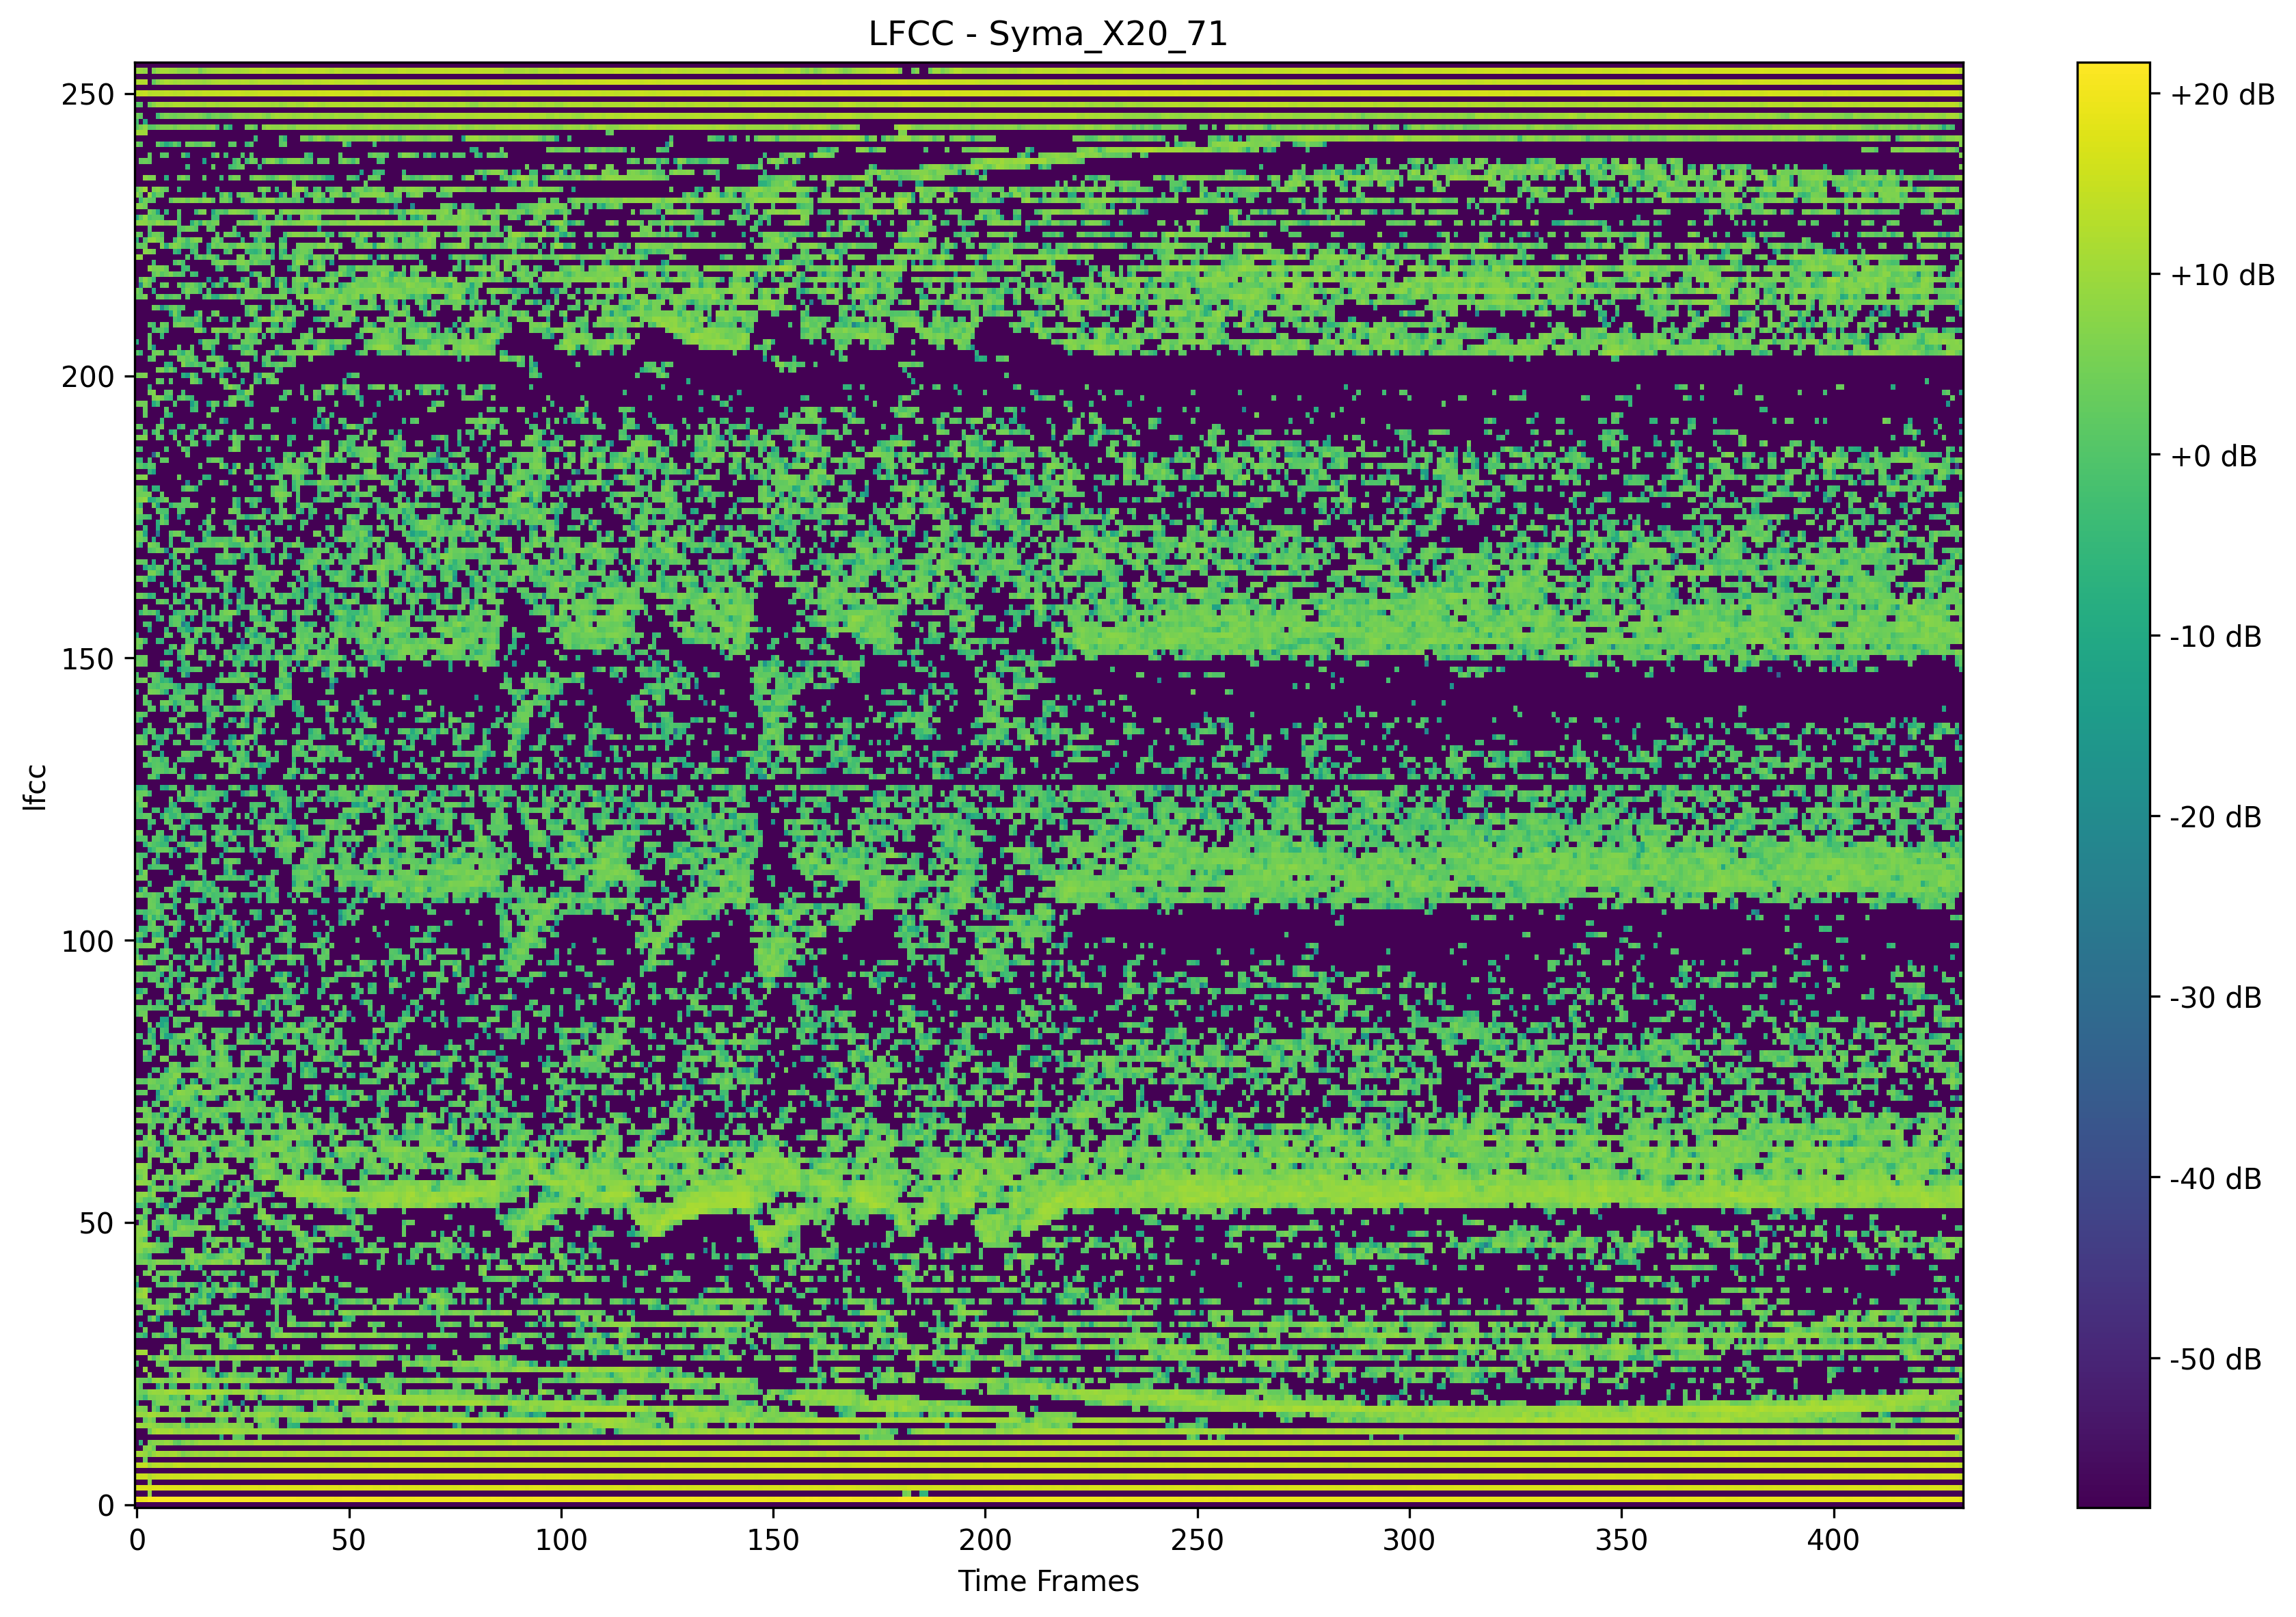 LFCC - Syma_X20_71
lfcc
250
200
150
100
50
0
0 50 100 150 200 250 300 350 400
Time Frames
+20 dB
+10 dB
+0 dB
-10 dB
-20 dB
-30 dB
-40 dB
-50 dB